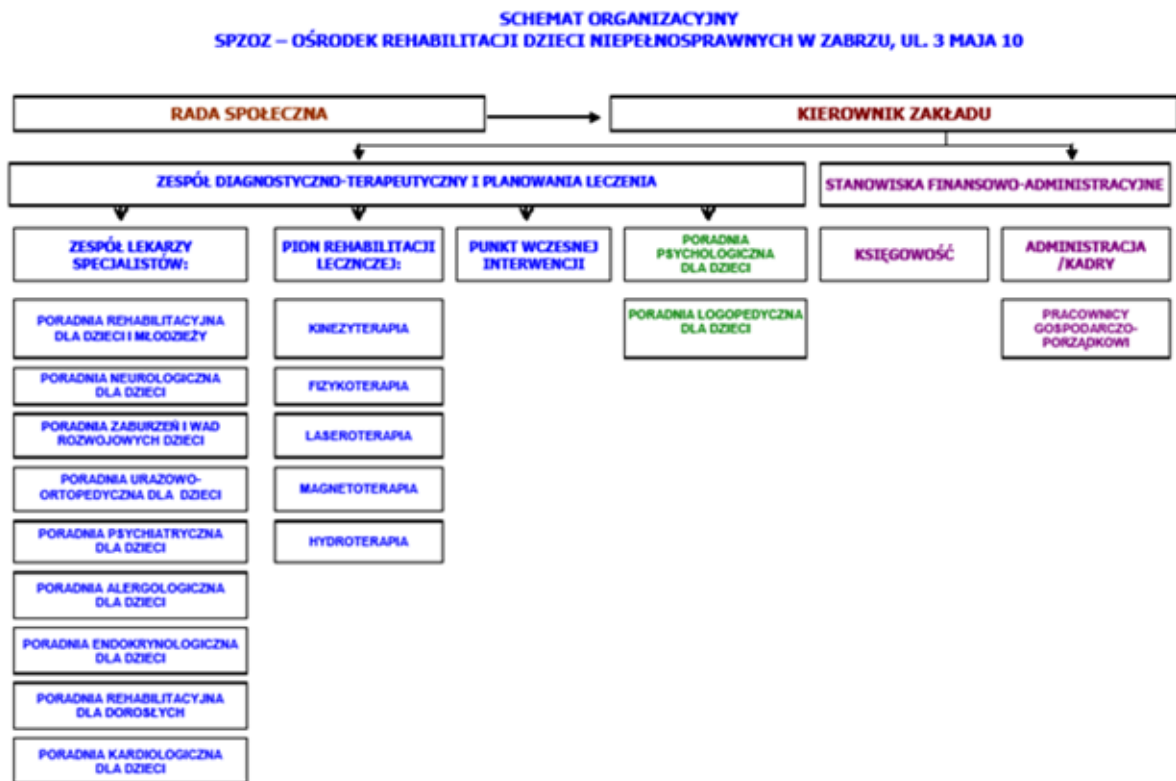 SCHEMAT ORGANIZACYJNY
SPZOZ – OŚRODEK REHABILITACJI DZIECI NIEPEŁNOSPRAWNYCH W ZABRZU, UL. 3 MAJA 10
RADA SPOŁECZNA
KIEROWNIK ZAKŁADU
ZESPÓŁ DIAGNOSTYCZNO-TERAPEUTYCZNY I PLANOWANIA LECZENIA
STANOWISKA FINANSOWO-ADMINISTRACYJNE
ZESPÓŁ LEKARZY
SPECJALISTÓW:
PORADNIA REHABILITACYJNA
DLA DZIECI I MŁODZIEŻY
PORADNIA NEUROLOGICZNA
DLA DZIECI
PORADNIA ZABURZEŃ I WAD
ROZWOJOWYCH DZIECI
PORADNIA URAZOWO-
ORTOPEDYCZNA DLA DZIECI
PORADNIA PSYCHIATRYCZNA
DLA DZIECI
PORADNIA ALERGOLOGICZNA
DLA DZIECI
PORADNIA ENDOKRYNOLOGICZNA
DLA DZIECI
PORADNIA REHABILITACYJNA
DLA DOROSŁYCH
PORADNIA KARDIOLOGICZNA
DLA DZIECI
PION REHABILITACJI
LECZNCZEJ:
KINEZYTERAPIA
FIZYKOTERAPIA
LASEROTERAPIA
MAGNETOTERAPIA
HYDROTERAPIA
PUNKT WCZESNEJ
INTERWENCJI
PORADNIA
PSYCHOLOGICZNA
DLA DZIECI
PORADNIA LOGOPEDYCZNA
DLA DZIECI
KSIĘGOWOŚĆ
ADMINISTRACJA
/KADRY
PRACOWNICY
GOSPODARCZO-
PORZĄDKOWI